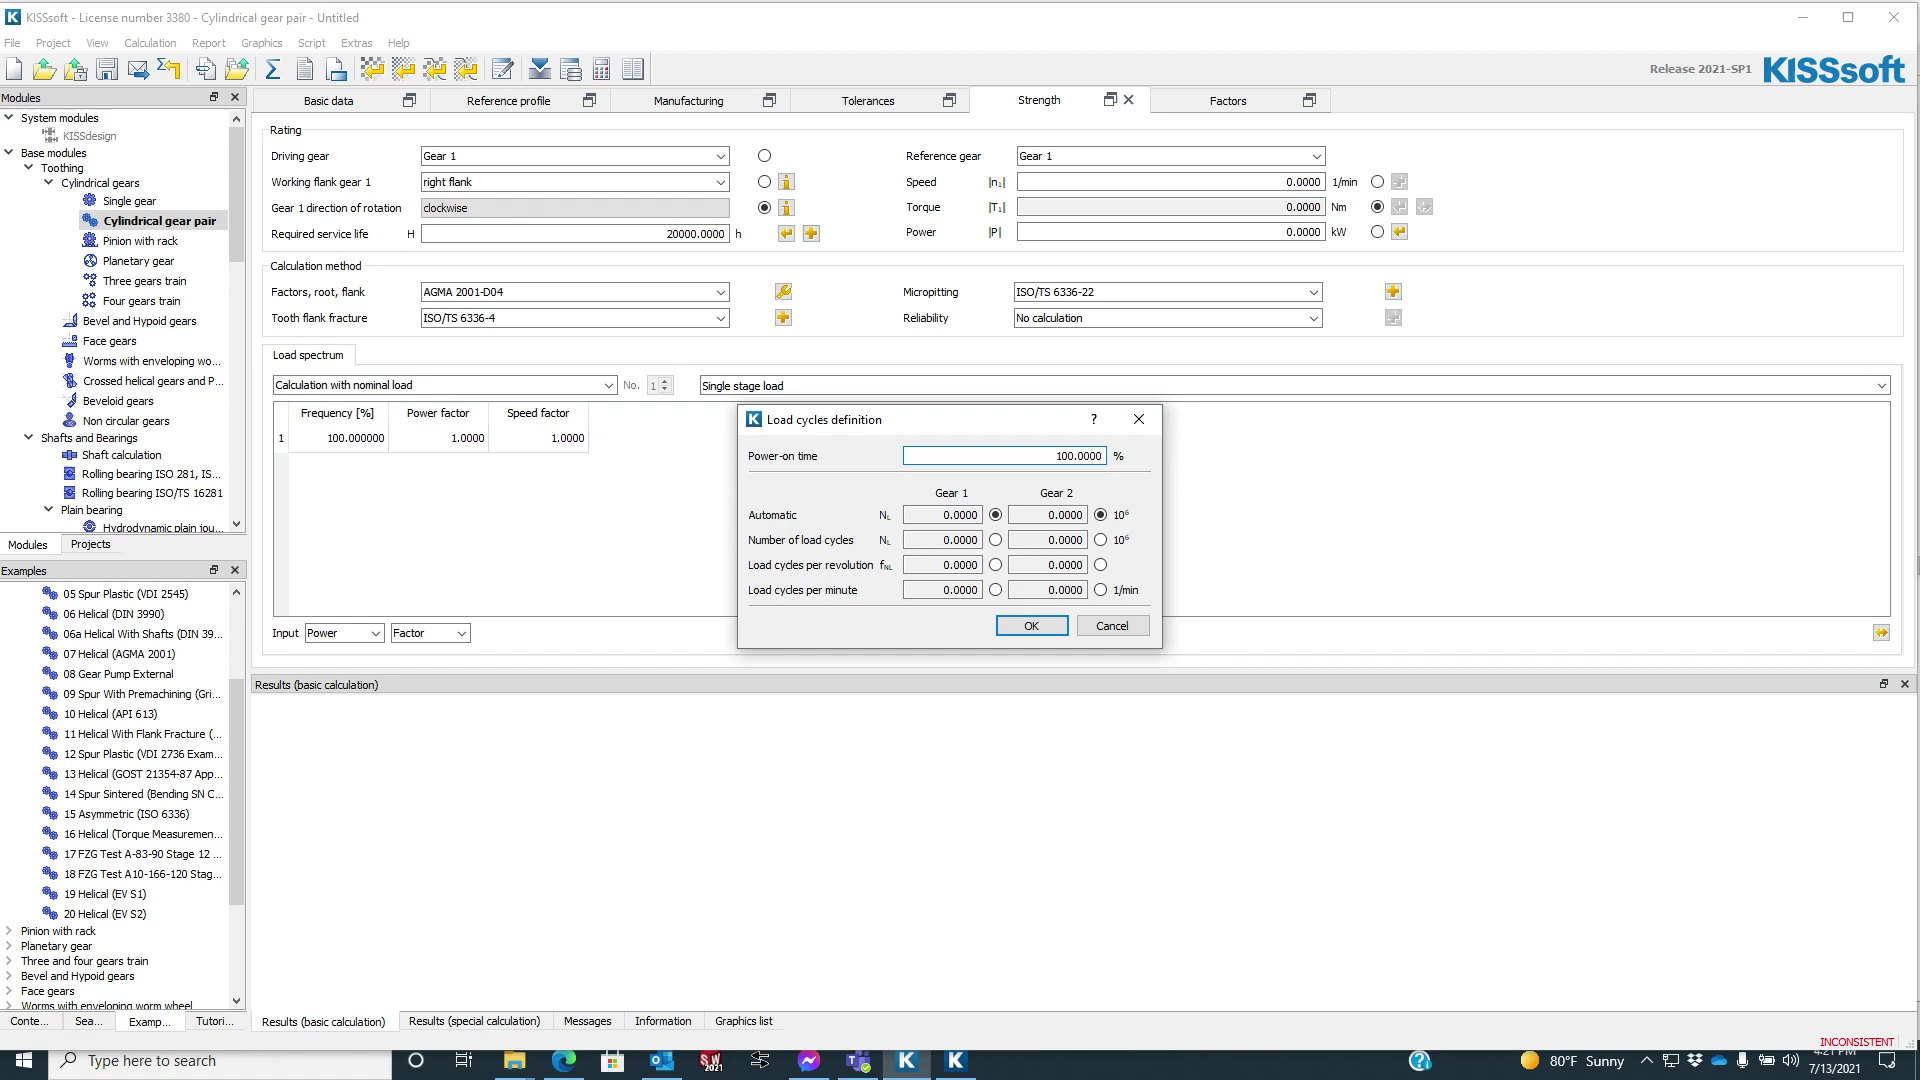 KISSsoft - License number 3380 - Cylindrical gear pair - Untitled
File Project View Calculation Report Graphics Script Extras Help
Release 2021-SP1 KISSsoft
Modules
System modules
KISSdesign
Base modules
Toothing
Cylindrical gears
Single gear
Cylindrical gear pair
Pinion with rack
Planetary gear
Three gears train
Four gears train
Bevel and Hypoid gears
Face gears
Worms with enveloping wo...
Crossed helical gears and P...
Beveloid gears
Non circular gears
Shafts and Bearings
Shaft calculation
Rolling bearing ISO 281, IS...
Rolling bearing ISO/TS 16281
Plain bearing
Hydrodynamic plain jou...
Modules Projects
Examples
05 Spur Plastic (VDI 2545)
06 Helical (DIN 3990)
06a Helical With Shafts (DIN 39...
07 Helical (AGMA 2001)
08 Gear Pump External
09 Spur With Premachining (Gri...
10 Helical (API 613)
11 Helical With Flank Fracture (...
12 Spur Plastic (VDI 2736 Exam...
13 Helical (GOST 21354-87 App...
14 Spur Sintered (Bending SN C...
15 Asymmetric (ISO 6336)
16 Helical (Torque Measuremen...
17 FZG Test A-83-90 Stage 12 ...
18 FZG Test A10-166-120 Stag...
19 Helical (EV S1)
20 Helical (EV S2)
Pinion with rack
Planetary gear
Three and four gears train
Bevel and Hypoid gears
Face gears
Worms with enveloping worm wheel
Conte... Sea... Examp... Tutori...
Basic data Reference profile Manufacturing Tolerances Strength Factors
Rating
Driving gear Gear 1 Reference gear Gear 1
Working flank gear 1 right flank Speed |n₁| 0.0000 1/min
Gear 1 direction of rotation clockwise Torque |T₁| 0.0000 Nm
Required service life H 20000.0000 h Power |P| 0.0000 kW
Calculation method
Factors, root, flank AGMA 2001-D04 Micropitting ISO/TS 6336-22
Tooth flank fracture ISO/TS 6336-4 Reliability No calculation
Load spectrum
Calculation with nominal load No. 1 Single stage load
Frequency [%] Power factor Speed factor
1 100.000000 1.0000 1.0000
Input Power Factor
Load cycles definition ?
Power-on time 100.0000 %
Gear 1 Gear 2
Automatic NL 0.0000 0.0000 10⁶
Number of load cycles NL 0.0000 0.0000 10⁶
Load cycles per revolution fNL 0.0000 0.0000
Load cycles per minute 0.0000 0.0000 1/min
OK Cancel
Results (basic calculation)
Results (basic calculation) Results (special calculation) Messages Information Graphics list
INCONSISTENT
Type here to search
SW 2021
80°F Sunny
4:21 PM
7/13/2021